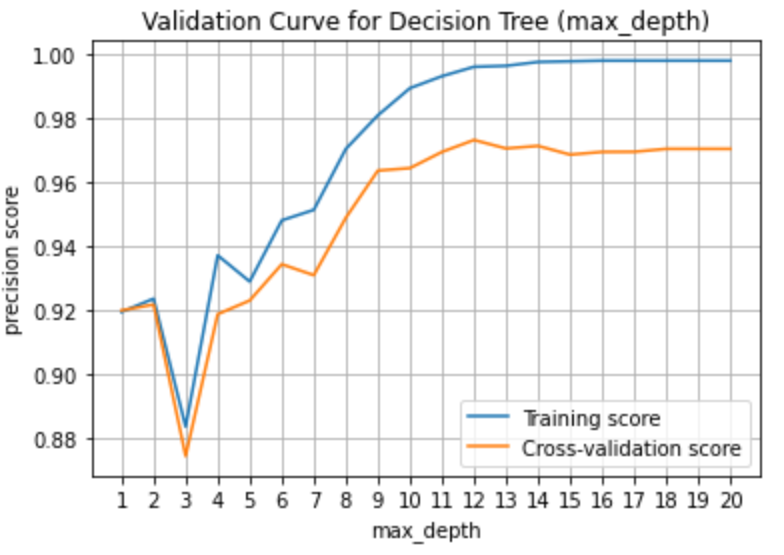 Validation Curve for Decision Tree (max_depth)
1.00
0.98
0.96
0.94
0.92
0.90
0.88
precision score
Training score
Cross-validation score
1 2 3 4 5 6 7 8 9 10 11 12 13 14 15 16 17 18 19 20
max_depth